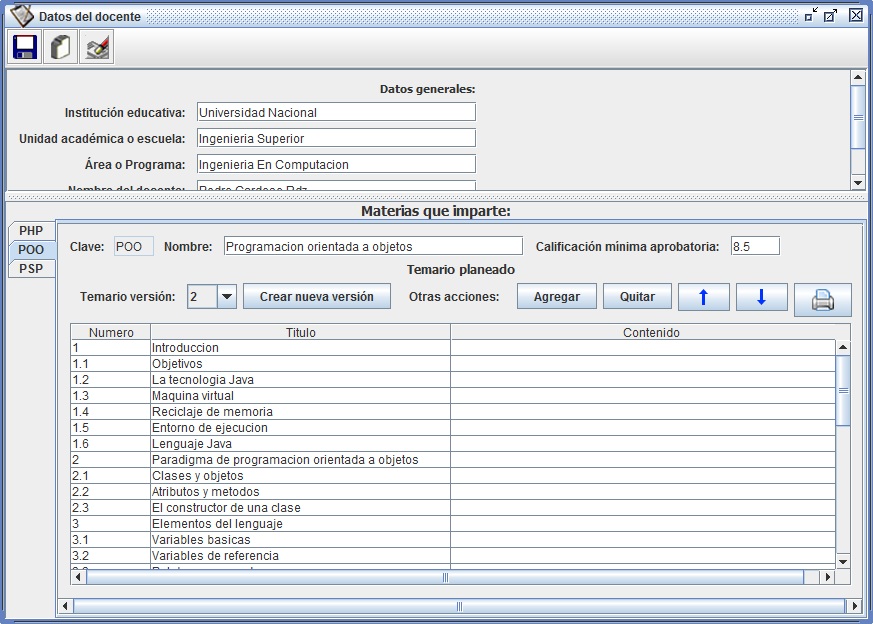 Datos del docente
Datos generales:
Institución educativa: Universidad Nacional
Unidad académica o escuela: Ingenieria Superior
Área o Programa: Ingenieria En Computacion
Nombre del docente: Pedro Cardoso Rdz
Materias que imparte:
PHP
POO
PSP
Clave: POO Nombre: Programacion orientada a objetos Calificación mínima aprobatoria: 8.5
Temario planeado
Temario versión: 2 Crear nueva versión Otras acciones: Agregar Quitar
Numero Titulo Contenido
1 Introduccion
1.1 Objetivos
1.2 La tecnologia Java
1.3 Maquina virtual
1.4 Reciclaje de memoria
1.5 Entorno de ejecucion
1.6 Lenguaje Java
2 Paradigma de programacion orientada a objetos
2.1 Clases y objetos
2.2 Atributos y metodos
2.3 El constructor de una clase
3 Elementos del lenguaje
3.1 Variables basicas
3.2 Variables de referencia